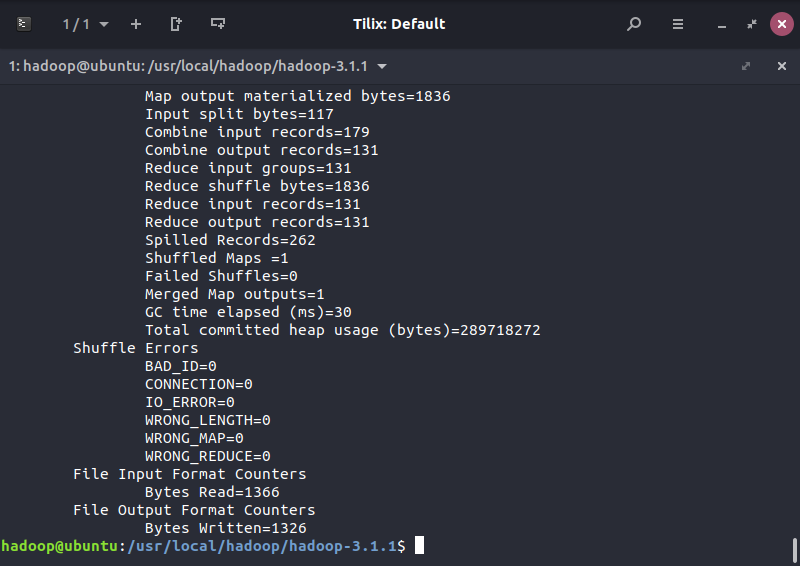 1 / 1
Tilix: Default
1: hadoop@ubuntu: /usr/local/hadoop/hadoop-3.1.1
Map output materialized bytes=1836
Input split bytes=117
Combine input records=179
Combine output records=131
Reduce input groups=131
Reduce shuffle bytes=1836
Reduce input records=131
Reduce output records=131
Spilled Records=262
Shuffled Maps =1
Failed Shuffles=0
Merged Map outputs=1
GC time elapsed (ms)=30
Total committed heap usage (bytes)=289718272
Shuffle Errors
BAD_ID=0
CONNECTION=0
IO_ERROR=0
WRONG_LENGTH=0
WRONG_MAP=0
WRONG_REDUCE=0
File Input Format Counters
Bytes Read=1366
File Output Format Counters
Bytes Written=1326
hadoop@ubuntu:/usr/local/hadoop/hadoop-3.1.1$